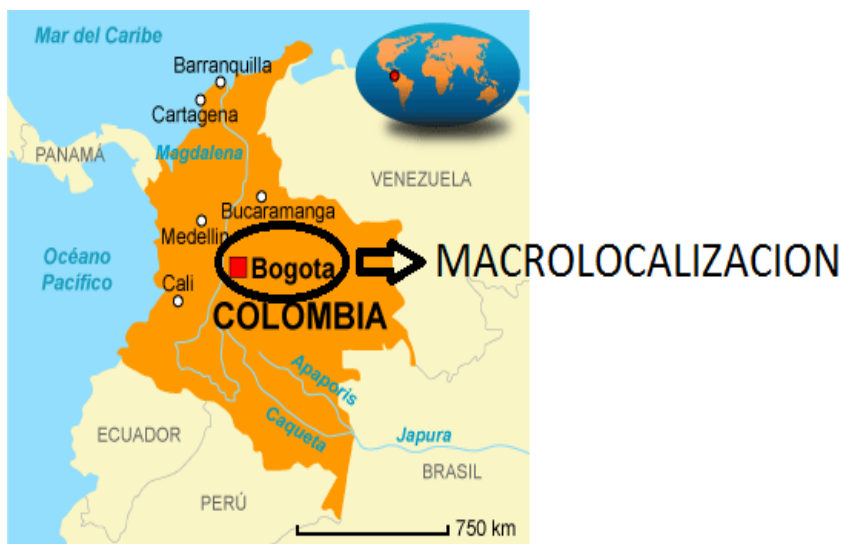 Mar del Caribe
Barranquilla
Cartagena
PANAMÁ
Magdalena
VENEZUELA
Bucaramanga
Medellin
Océano
Pacífico
Bogota
MACROLOCALIZACION
Cali
COLOMBIA
Apaporis
Caqueta
ECUADOR
Japura
BRASIL
PERÚ
750 km